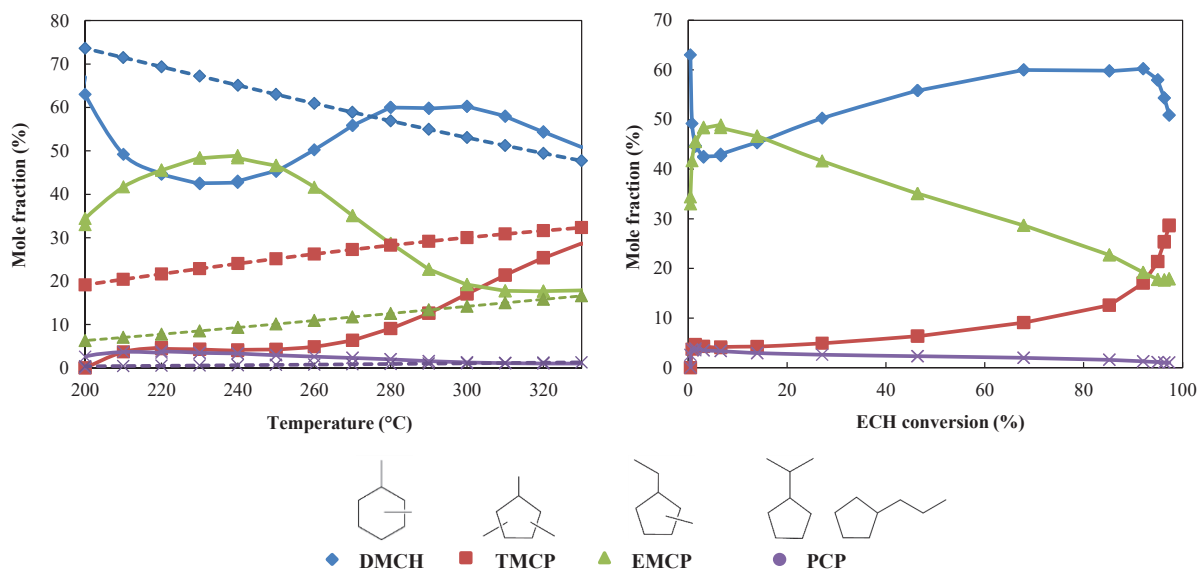 80
70
60
50
40
30
20
10
0
Mole fraction (%)
200 220 240 260 280 300 320
Temperature (°C)
70
60
50
40
30
20
10
0
Mole fraction (%)
0 20 40 60 80 100
ECH conversion (%)
DMCH TMCP EMCP PCP